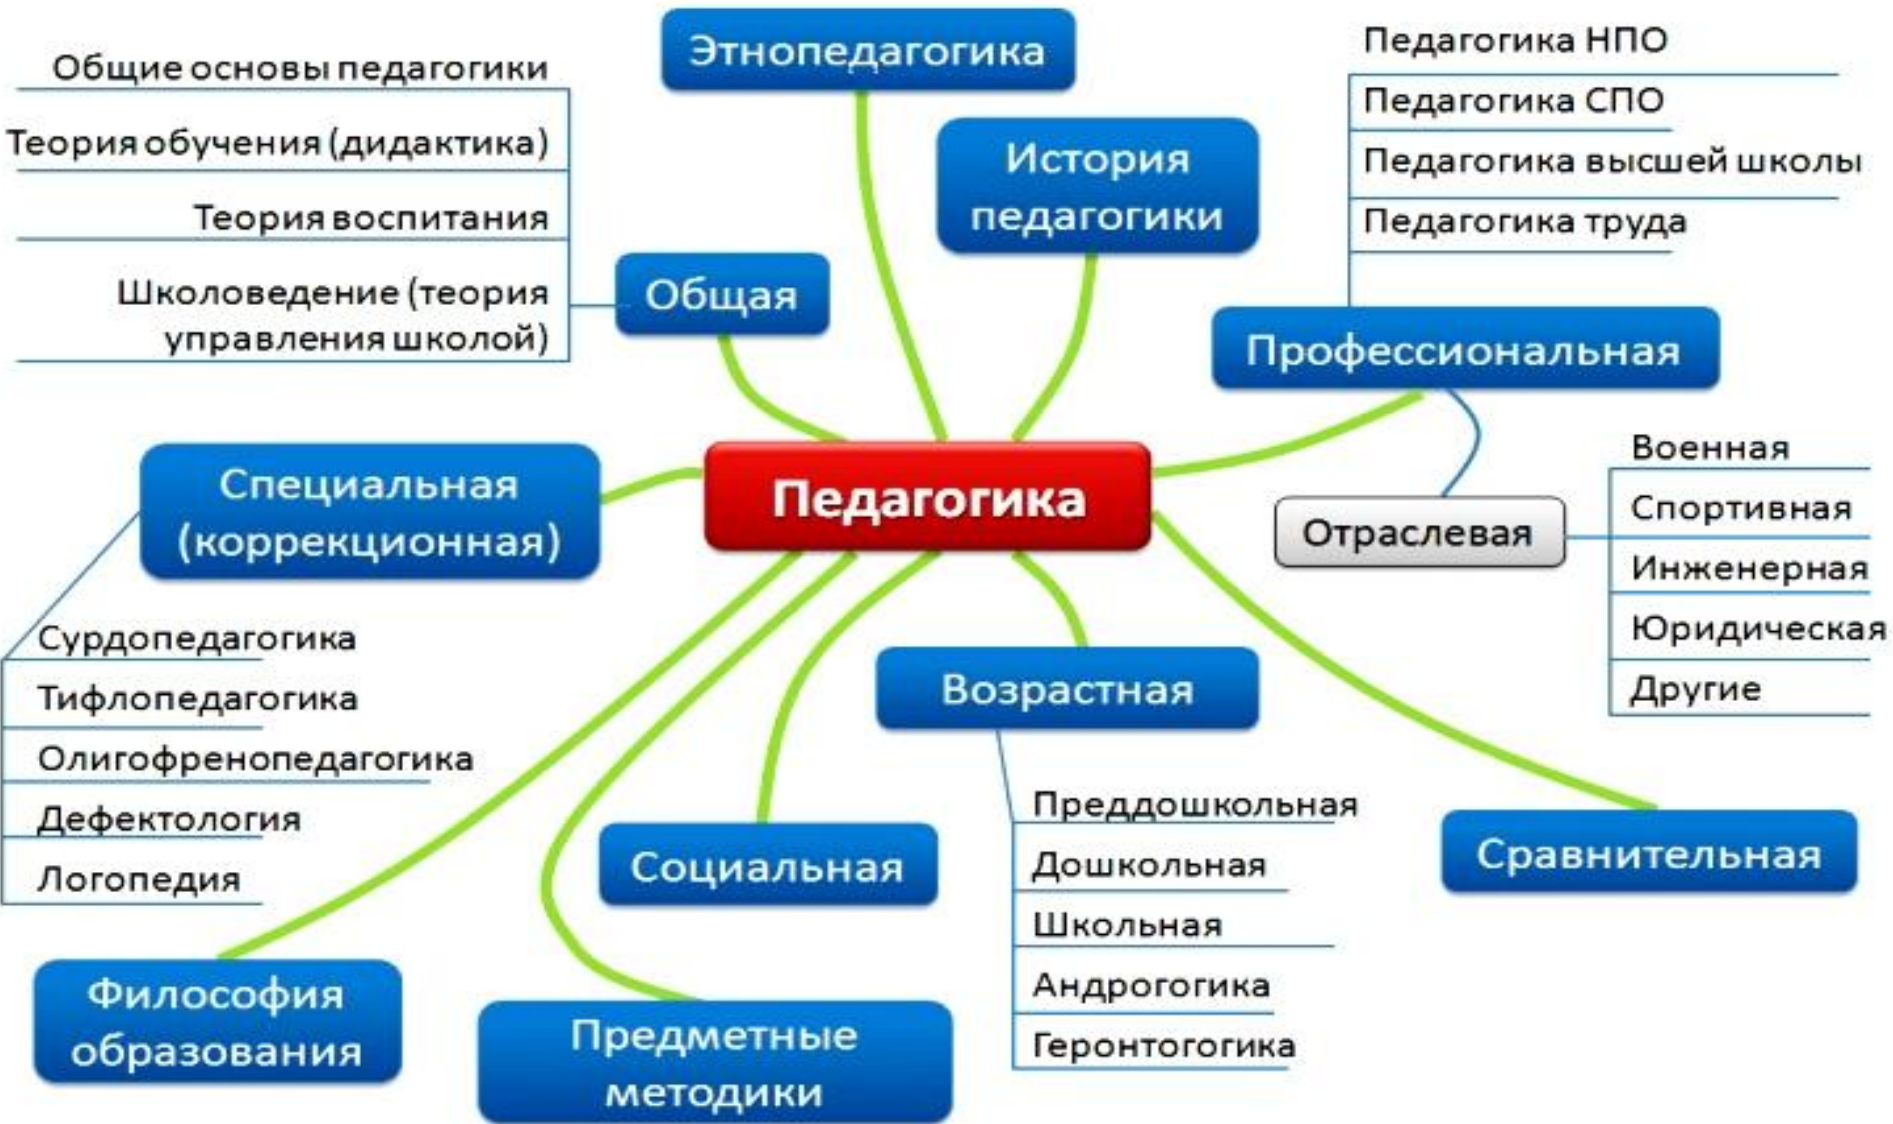 Этнопедагогика
История
педагогики
Общие основы педагогики
Теория обучения (дидактика)
Теория воспитания
Школоведение (теория
управления школой)
Общая
Педагогика НПО
Педагогика СПО
Педагогика высшей школы
Педагогика труда
Профессиональная
Отраслевая
Военная
Спортивная
Инженерная
Юридическая
Другие
Педагогика
Специальная
(коррекционная)
Сурдопедагогика
Тифлопедагогика
Олигофренопедагогика
Дефектология
Логопедия
Возрастная
Преддошкольная
Дошкольная
Школьная
Андрогогика
Геронтогогика
Социальная
Сравнительная
Философия
образования
Предметные
методики